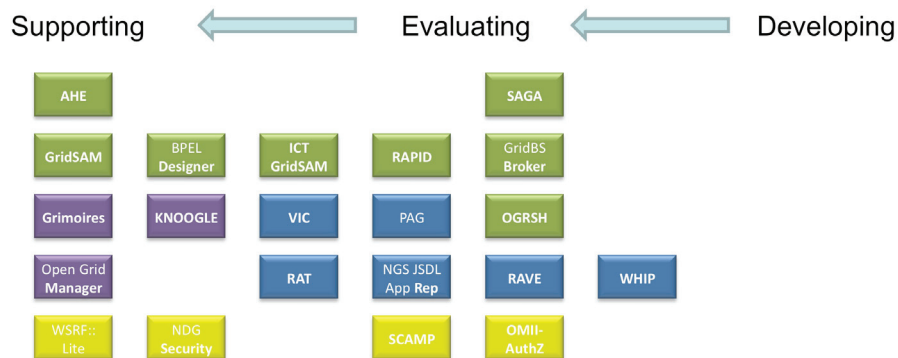 Supporting
Evaluating
Developing
AHE
SAGA
GridSAM
BPEL
Designer
ICT
GridSAM
RAPID
GridBS
Broker
Grimoires
KNOOGLE
VIC
PAG
OGRSH
Open Grid
Manager
RAT
NGS JSDL
App Rep
RAVE
WHIP
WSRF::
Lite
NDG
Security
SCAMP
OMII-
AuthZ